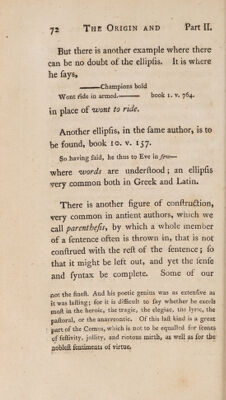 72 THE ORIGIN AND Part II.
But there is another example where there
can be no doubt of the ellipſis. It is where
he ſays,
——Champions bold
Wont ride in armed.—— book 1. v. 764.
in place of wont to ride.
Another ellipſis, in the ſame author, is to
be found, book 10. v. 157.
So having ſaid, he thus to Eve in few—
where words are underſtood; an ellipſis
very common both in Greek and Latin.
There is another figure of conſtruction,
very common in antient authors, which we
call parentheſis, by which a whole member
of a ſentence often is thrown in, that is not
conſtrued with the reſt of the ſentence; ſo
that it might be left out, and yet the ſenſe
and ſyntax be complete. Some of our
not the fineſt. And his poetic genius was as extenſive as
it was laſting; for it is difficult to ſay whether he excels
moſt in the heroic, the tragic, the elegiac, the lyric, the
paſtoral, or the anacreontic. Of this laſt kind is a great
part of the Comus, which is not to be equalled for ſcenes
of feſtivity, jollity, and riotous mirth, as well as for the
nobleſt ſentiments of virtue,